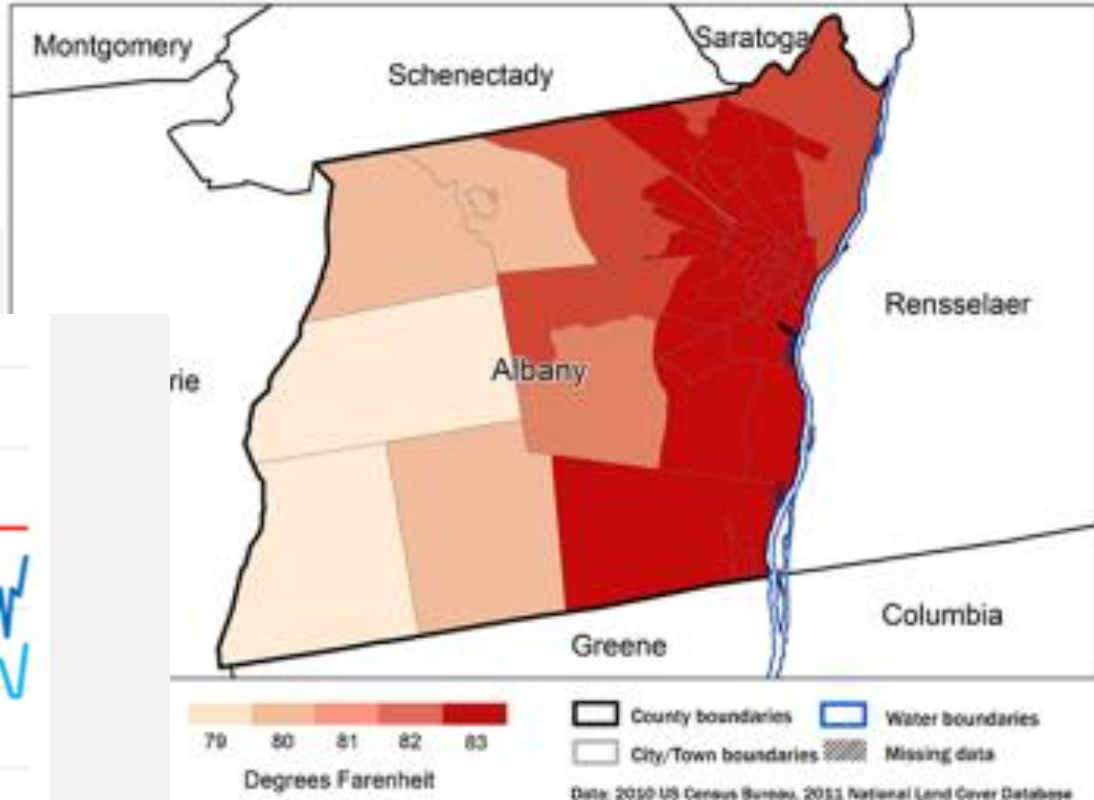 Montgomery
Schenectady
Saratoga
Rensselaer
rie
Albany
Columbia
Greene
79 80 81 82 83
Degrees Farenheit
County boundaries
Water boundaries
City/Town boundaries
Missing data
Data: 2010 US Census Bureau, 2011 National Land Cover Database